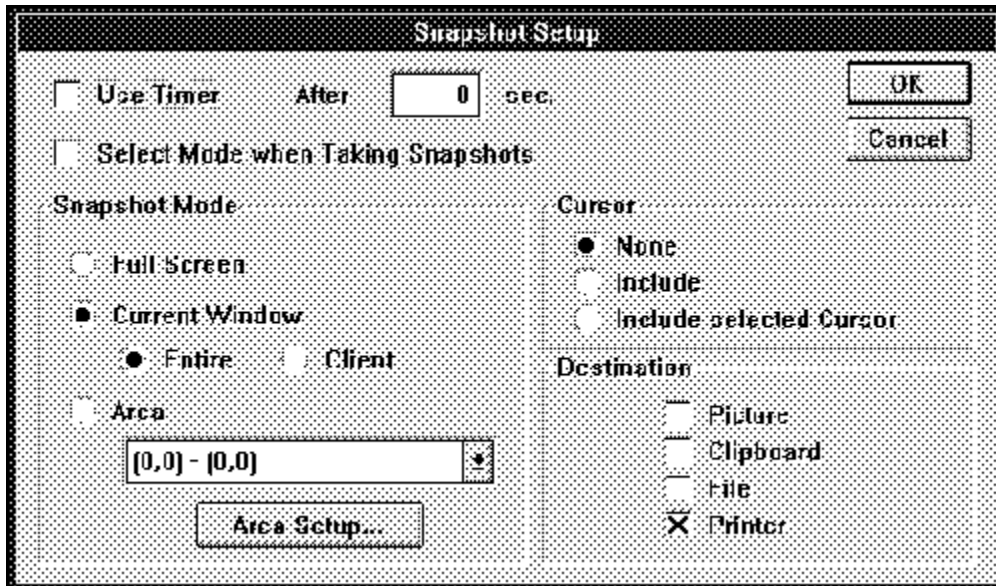 Snapshot Setup
Use Timer After 0 sec.
OK
Select Mode when Taking Snapshots
Cancel
Snapshot Mode
Full Screen
Current Window
Entire Client
Area
(0,0) - (0,0)
Area Setup...
Cursor
None
Include
Include selected Cursor
Destination
Picture
Clipboard
File
Printer